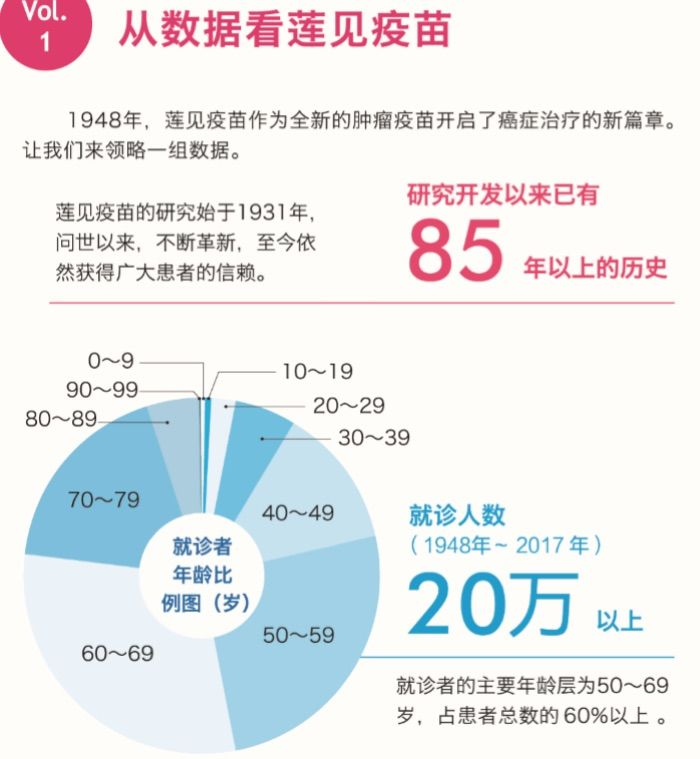 Vol.
1
从数据看莲见疫苗
1948年，莲见疫苗作为全新的肿瘤疫苗开启了癌症治疗的新篇章。
让我们来领略一组数据。
莲见疫苗的研究始于1931年，
问世以来，不断革新，至今依
然获得广大患者的信赖。
研究开发以来已有
85 年以上的历史
0～9
10～19
90～99
20～29
80～89
30～39
70～79
40～49
就诊者
年龄比
例图（岁）
50～59
60～69
就诊人数
（1948年~ 2017 年）
20万 以上
就诊者的主要年龄层为50～69
岁，占患者总数的 60%以上 。